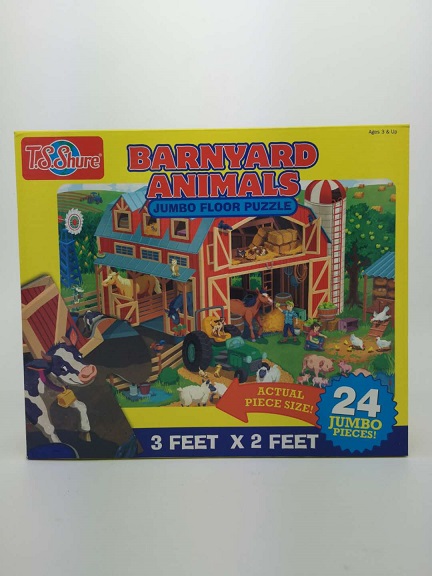 Ages 3 & Up
T.S.Shure
BARNYARD
ANIMALS
JUMBO FLOOR PUZZLE
ACTUAL
PIECE SIZE!
24
JUMBO
PIECES!
3 FEET X 2 FEET